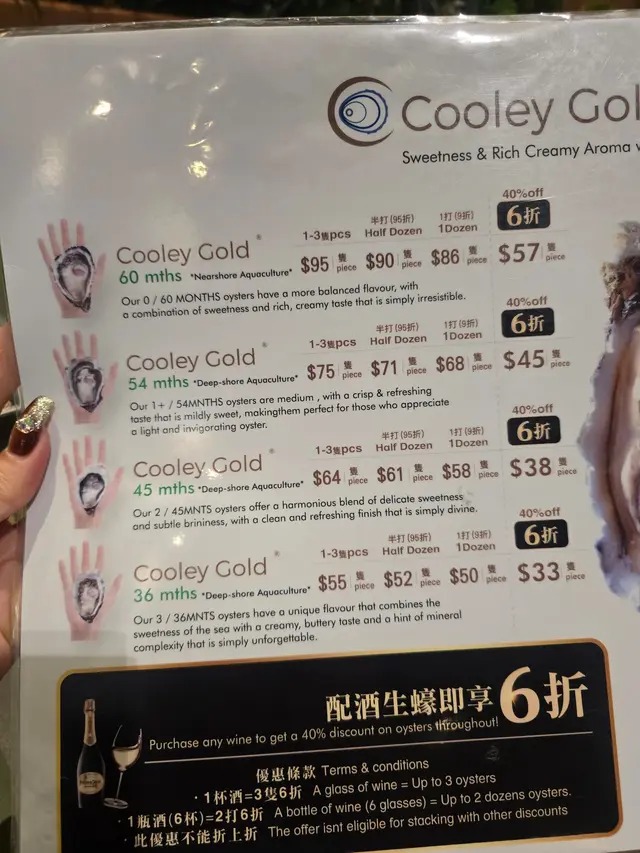 Cooley Gol
Sweetness & Rich Creamy Aroma
40%off
6折
1-3隻pcs
半打(95折)
Half Dozen
1打(9折)
1Dozen
Cooley Gold
60 mths *Nearshore Aquaculture*
$95 隻 piece $90 隻 piece $86 隻 piece $57 隻 piece
Our 0 / 60 MONTHS oysters have a more balanced flavour, with
a combination of sweetness and rich, creamy taste that is simply irresistible.
40%off
6折
1-3隻pcs
半打(95折)
Half Dozen
1打(9折)
1Dozen
Cooley Gold
54 mths *Deep-shore Aquaculture*
$75 隻 piece $71 隻 piece $68 隻 piece $45 隻 piece
Our 1+ / 54MNTHS oysters are medium , with a crisp & refreshing
taste that is mildly sweet, makingthem perfect for those who appreciate
a light and invigorating oyster.
40%off
6折
1-3隻pcs
半打(95折)
Half Dozen
1打(9折)
1Dozen
Cooley Gold
45 mths *Deep-shore Aquaculture*
$64 隻 piece $61 隻 piece $58 隻 piece $38 隻 piece
Our 2 / 45MNTS oysters offer a harmonious blend of delicate sweetness
and subtle brininess, with a clean and refreshing finish that is simply divine.
40%off
6折
1-3隻pcs
半打(95折)
Half Dozen
1打(9折)
1Dozen
Cooley Gold
36 mths *Deep-shore Aquaculture*
$55 隻 piece $52 隻 piece $50 隻 piece $33 隻 piece
Our 3 / 36MNTS oysters have a unique flavour that combines the
sweetness of the sea with a creamy, buttery taste and a hint of mineral
complexity that is simply unforgettable.
配酒生蠔即享6折
Purchase any wine to get a 40% discount on oysters throughout!
優惠條款 Terms & conditions
·1杯酒=3隻6折 A glass of wine = Up to 3 oysters
·1瓶酒(6杯)=2打6折 A bottle of wine (6 glasses) = Up to 2 dozens oysters.
·此優惠不能折上折 The offer isnt eligible for stacking with other discounts